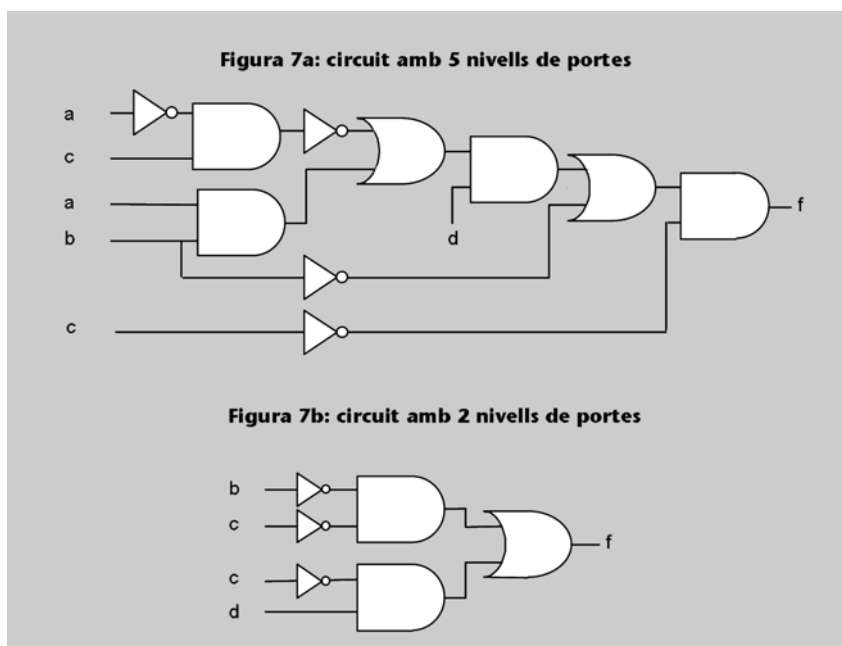 Figura 7a: circuit amb 5 nivells de portes
a
c
a
b
d
f
c
Figura 7b: circuit amb 2 nivells de portes
b
c
f
c
d